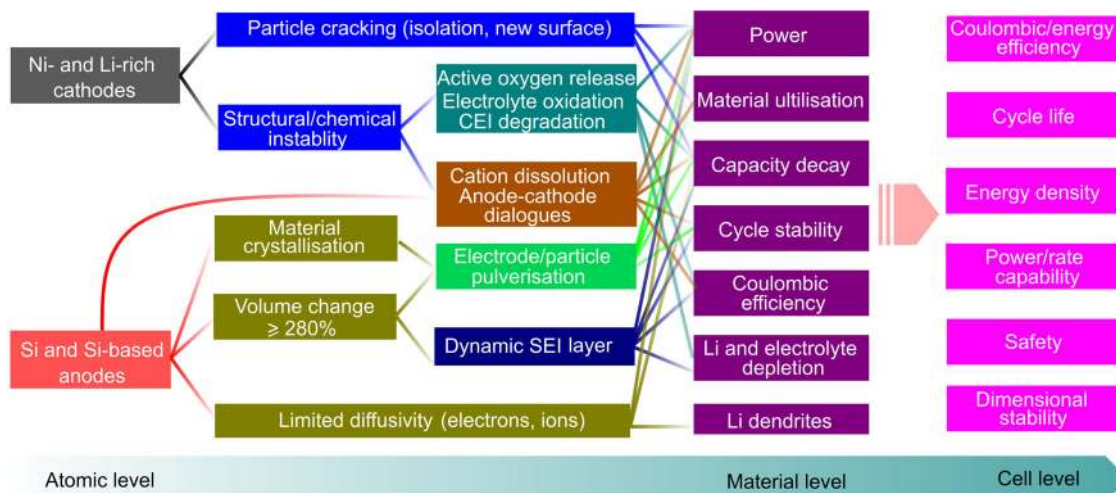 Particle cracking (isolation, new surface)
Ni- and Li-rich
cathodes
Structural/chemical
instablity
Active oxygen release
Electrolyte oxidation
CEI degradation
Cation dissolution
Anode-cathode
dialogues
Material
crystallisation
Electrode/particle
pulverisation
Volume change
⩾ 280%
Si and Si-based
anodes
Dynamic SEI layer
Limited diffusivity (electrons, ions)
Power
Material ultilisation
Capacity decay
Cycle stability
Coulombic
efficiency
Li and electrolyte
depletion
Li dendrites
Coulombic/energy
efficiency
Cycle life
Energy density
Power/rate
capability
Safety
Dimensional
stability
Atomic level
Material level
Cell level